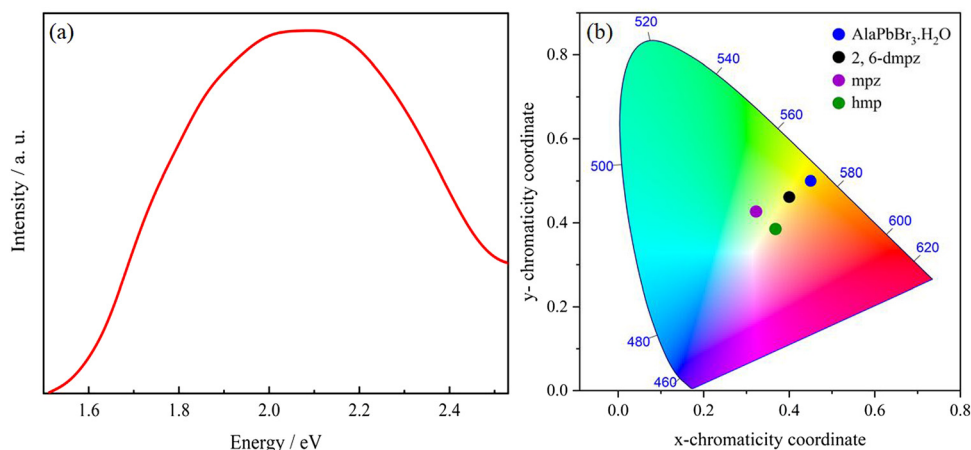 (a)
Intensity / a. u.
1.6 1.8 2.0 2.2 2.4
Energy / eV
(b)
AlaPbBr₃.H₂O
2, 6-dmpz
mpz
hmp
520
540
560
580
600
620
500
480
460
0.8
0.6
0.4
0.2
0.0
y- chromaticity coordinate
0.0 0.2 0.4 0.6 0.8
x-chromaticity coordinate